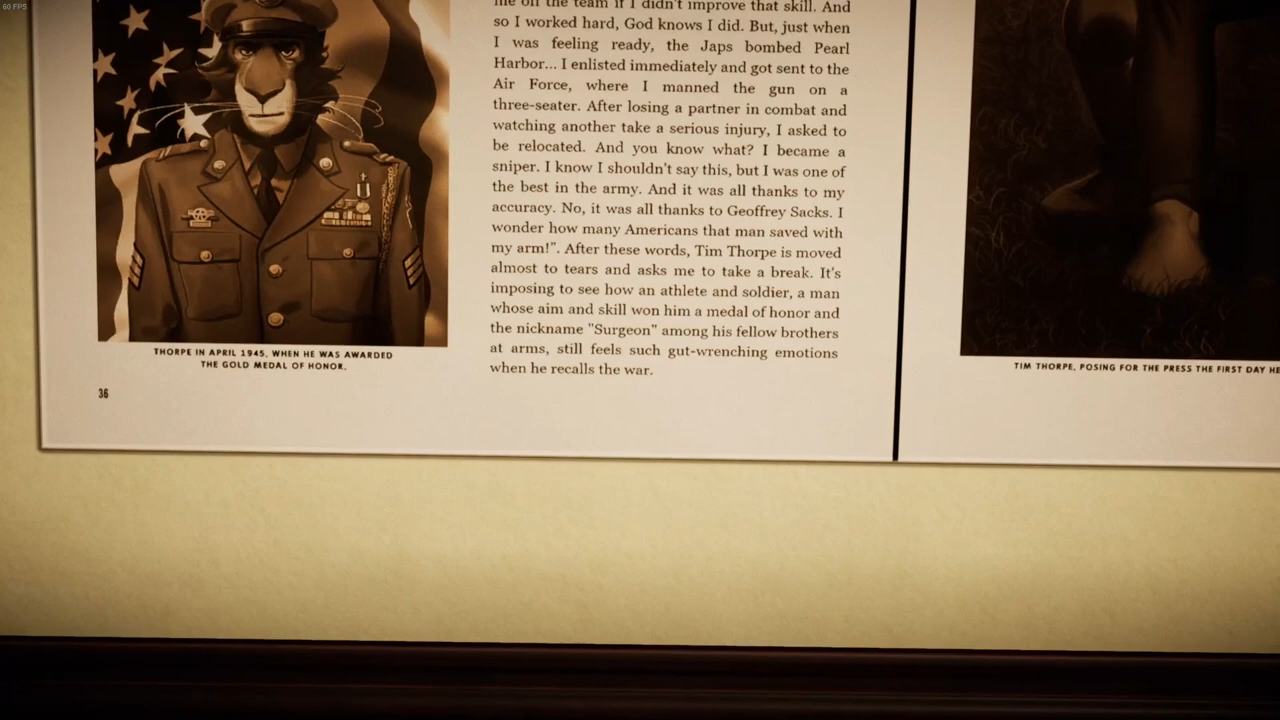 60 FPS
me off the team if I didn't improve that skill. And
so I worked hard, God knows I did. But, just when
I was feeling ready, the Japs bombed Pearl
Harbor... I enlisted immediately and got sent to the
Air Force, where I manned the gun on a
three-seater. After losing a partner in combat and
watching another take a serious injury, I asked to
be relocated. And you know what? I became a
sniper. I know I shouldn't say this, but I was one of
the best in the army. And it was all thanks to my
accuracy. No, it was all thanks to Geoffrey Sacks. I
wonder how many Americans that man saved with
my arm!". After these words, Tim Thorpe is moved
almost to tears and asks me to take a break. It's
imposing to see how an athlete and soldier, a man
whose aim and skill won him a medal of honor and
the nickname "Surgeon" among his fellow brothers
at arms, still feels such gut-wrenching emotions
when he recalls the war.
THORPE IN APRIL 1945, WHEN HE WAS AWARDED
THE GOLD MEDAL OF HONOR.
36
TIM THORPE, POSING FOR THE PRESS THE FIRST DAY HE